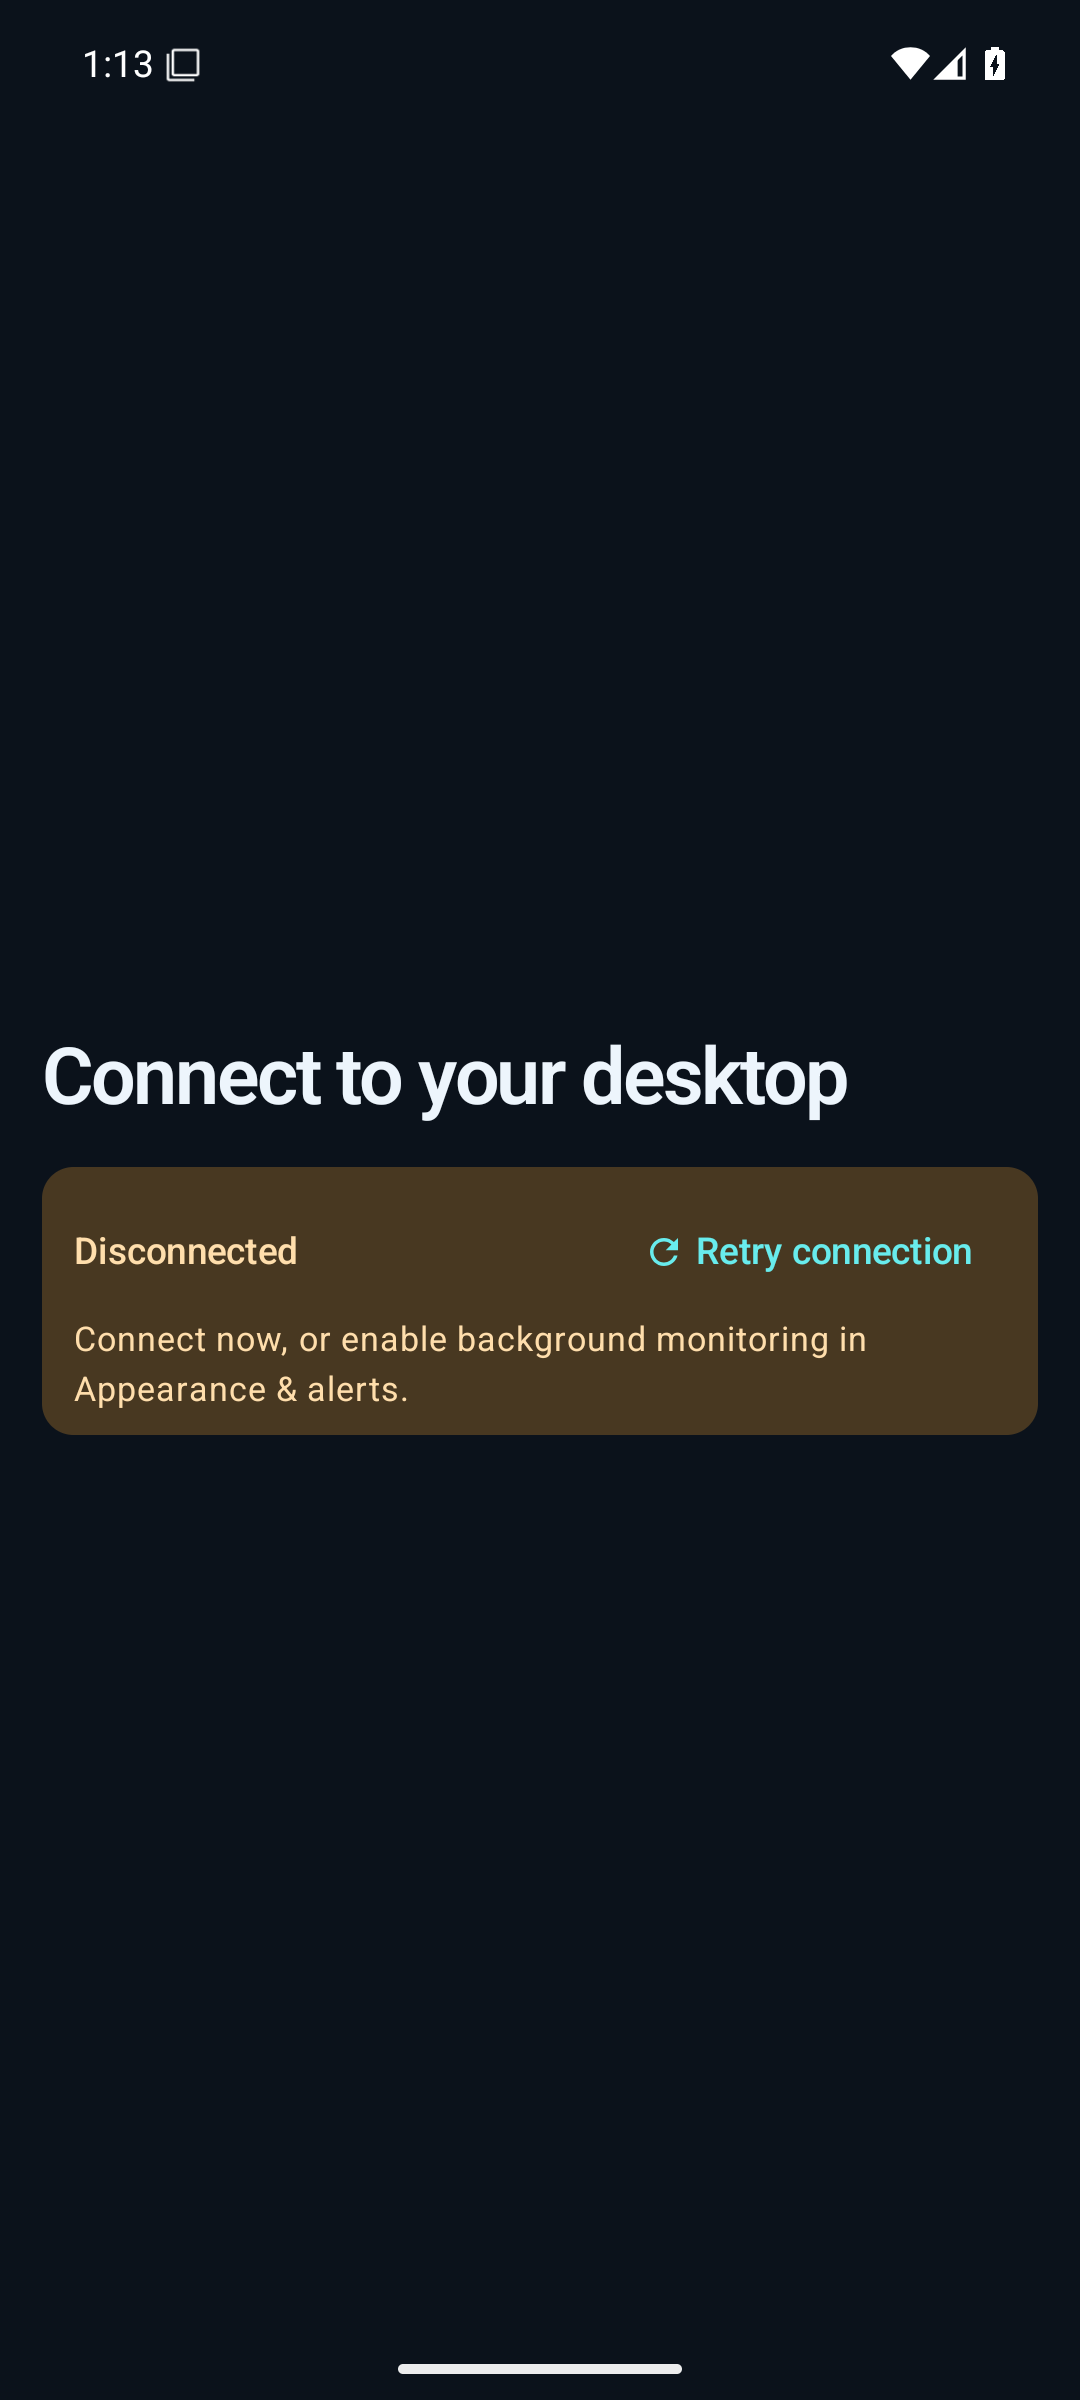 1:13
Connect to your desktop
Disconnected
Retry connection
Connect now, or enable background monitoring in
Appearance & alerts.